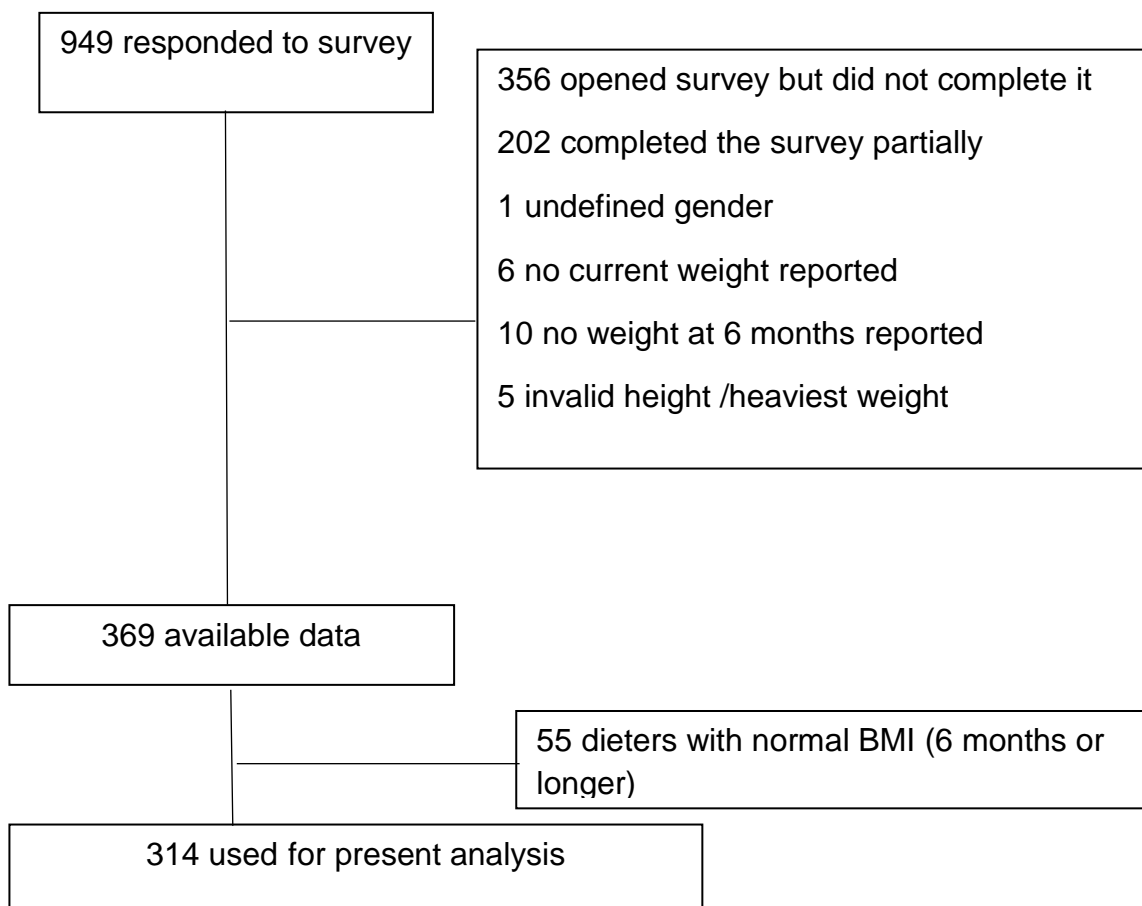 949 responded to survey
356 opened survey but did not complete it
202 completed the survey partially
1 undefined gender
6 no current weight reported
10 no weight at 6 months reported
5 invalid height /heaviest weight
369 available data
55 dieters with normal BMI (6 months or
longer)
314 used for present analysis